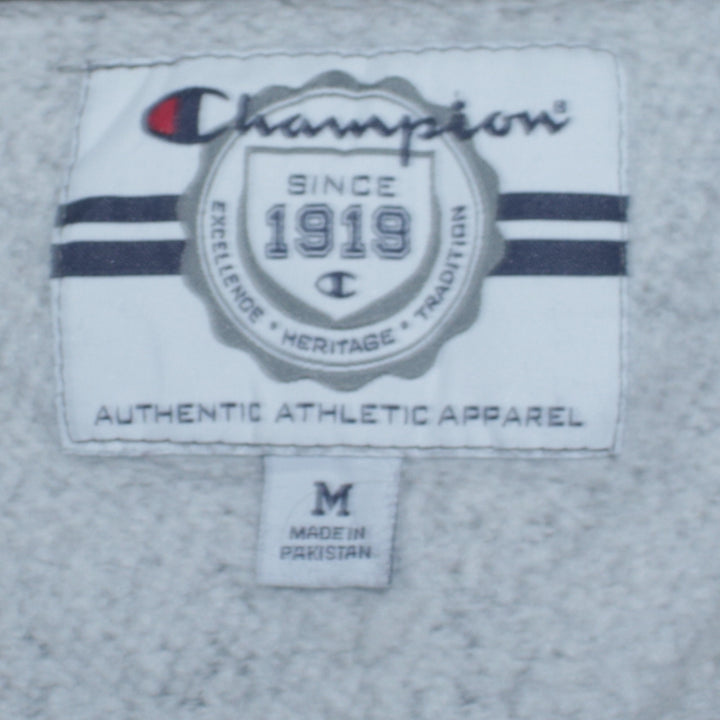 Champion®
SINCE
1919
EXCELLENCE • HERITAGE • TRADITION
AUTHENTIC ATHLETIC APPAREL
M
MADE IN
PAKISTAN